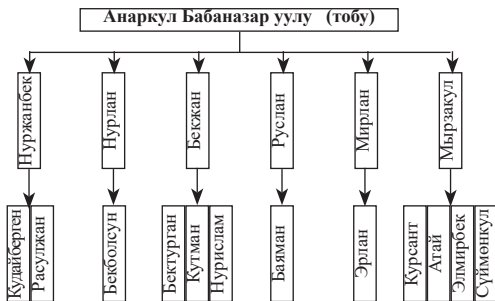 Анаркул Бабаназар уулу (тобу)
Нуржанбек
Нурлан
Бекжан
Руслан
Мирлан
Мырзакул
Кудайберген
Расулжан
Бекболсун
Бектурган
Кутман
Нурислам
Баяман
Эрлан
Курсант
Атай
Элмирбек
Сүймөнкул